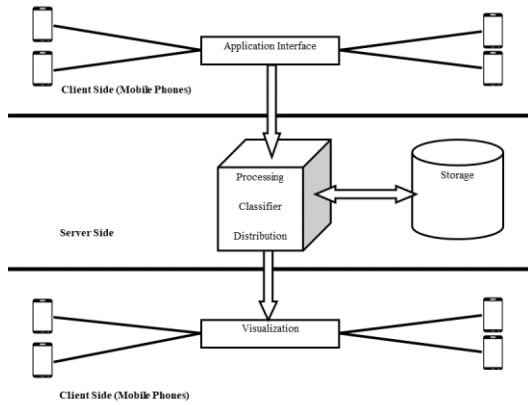 Application Interface
Client Side (Mobile Phones)
Processing
Storage
Classifier
Server Side
Distribution
Visualization
Client Side (Mobile Phones)